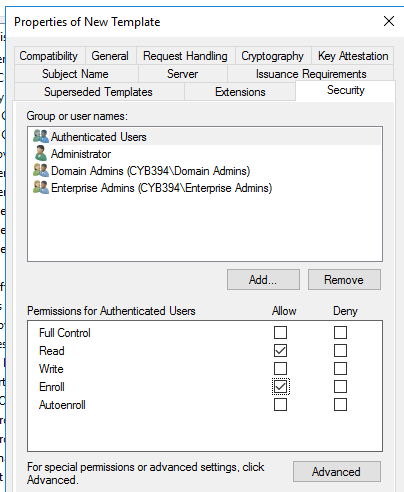 Properties of New Template
Compatibility General Request Handling Cryptography Key Attestation
Subject Name Server Issuance Requirements
Superseded Templates Extensions Security
Group or user names:
Authenticated Users
Administrator
Domain Admins (CYB394\Domain Admins)
Enterprise Admins (CYB394\Enterprise Admins)
Add... Remove
Permissions for Authenticated Users Allow Deny
Full Control
Read
Write
Enroll
Autoenroll
For special permissions or advanced settings, click
Advanced. Advanced